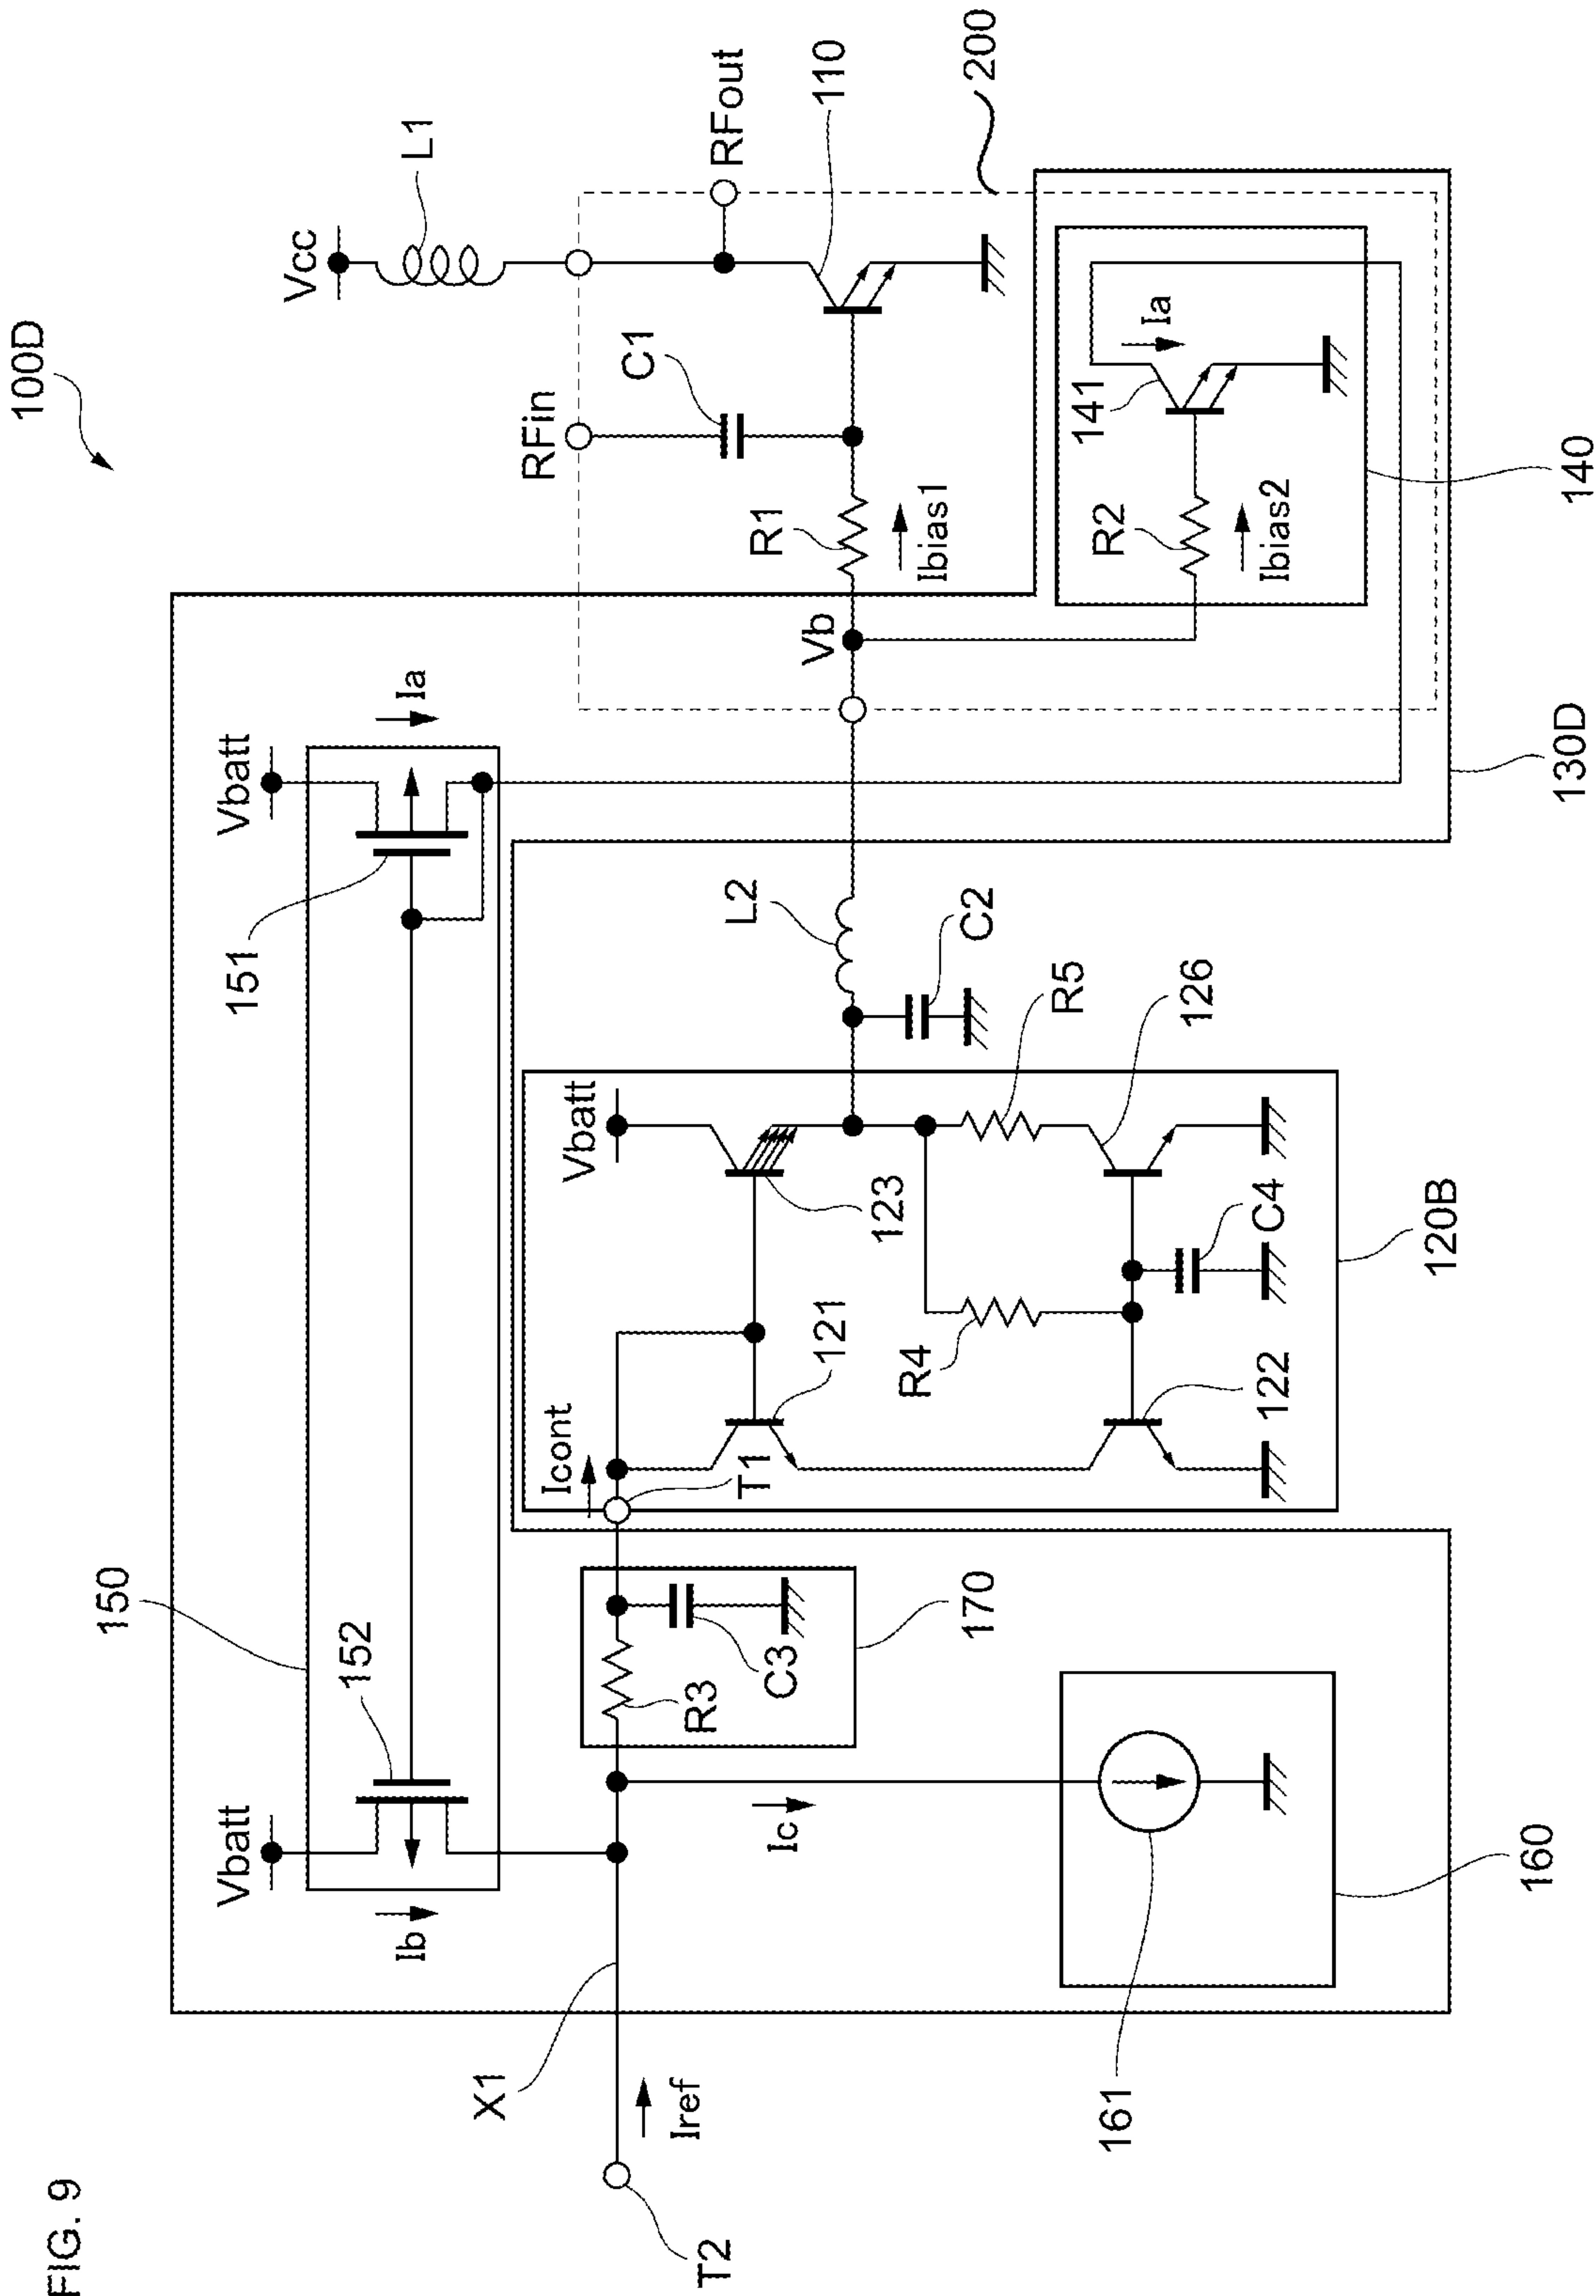 FIG. 9
100D
150
Vbatt
Vbatt
152
151
Ib
Ia
Vcc
L1
RFin
C1
RFout
110
200
X1
Iref
T2
Icont
T1
R3
C3
170
Ic
161
160
Vbatt
121
123
R4
R5
122
C4
126
120B
L2
C2
Vb
R1
Ibias1
R2
Ibias2
141
Ia
140
130D